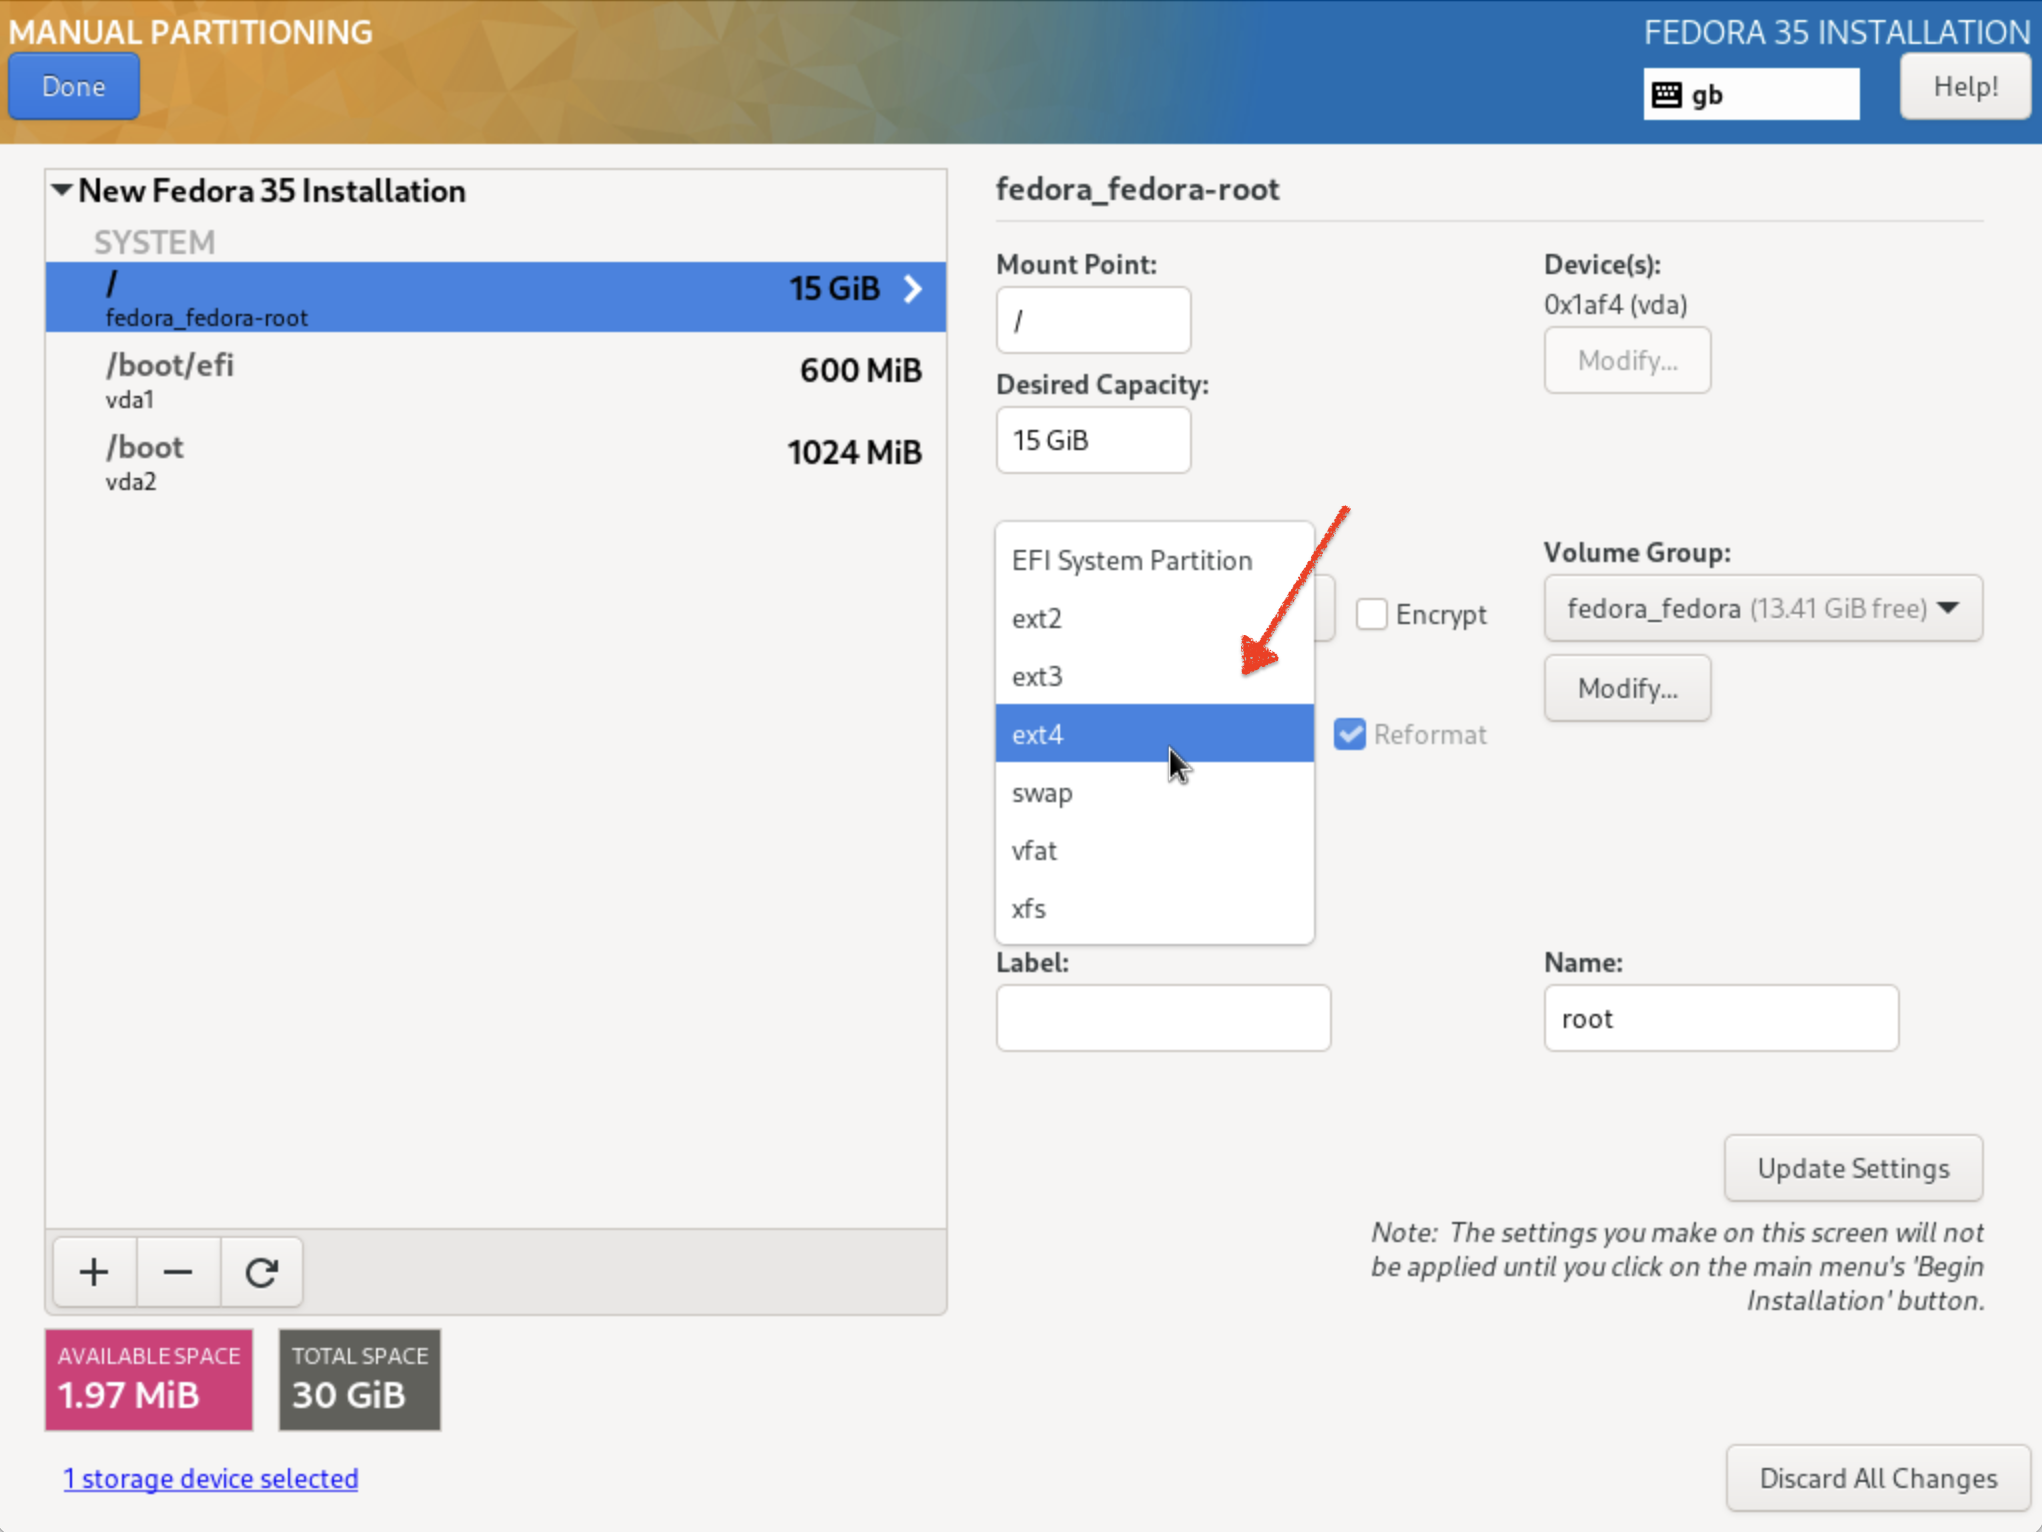 MANUAL PARTITIONING
FEDORA 35 INSTALLATION
Done
gb
Help!
New Fedora 35 Installation
SYSTEM
/
15 GiB
fedora_fedora-root
/boot/efi
600 MiB
vda1
/boot
1024 MiB
vda2
fedora_fedora-root
Mount Point:
/
Desired Capacity:
15 GiB
Device(s):
0x1af4 (vda)
Modify...
EFI System Partition
ext2
ext3
ext4
swap
vfat
xfs
Encrypt
Reformat
Volume Group:
fedora_fedora (13.41 GiB free)
Modify...
Label:
Name:
root
Update Settings
Note: The settings you make on this screen will not
be applied until you click on the main menu's 'Begin
Installation' button.
AVAILABLE SPACE
1.97 MiB
TOTAL SPACE
30 GiB
1 storage device selected
Discard All Changes